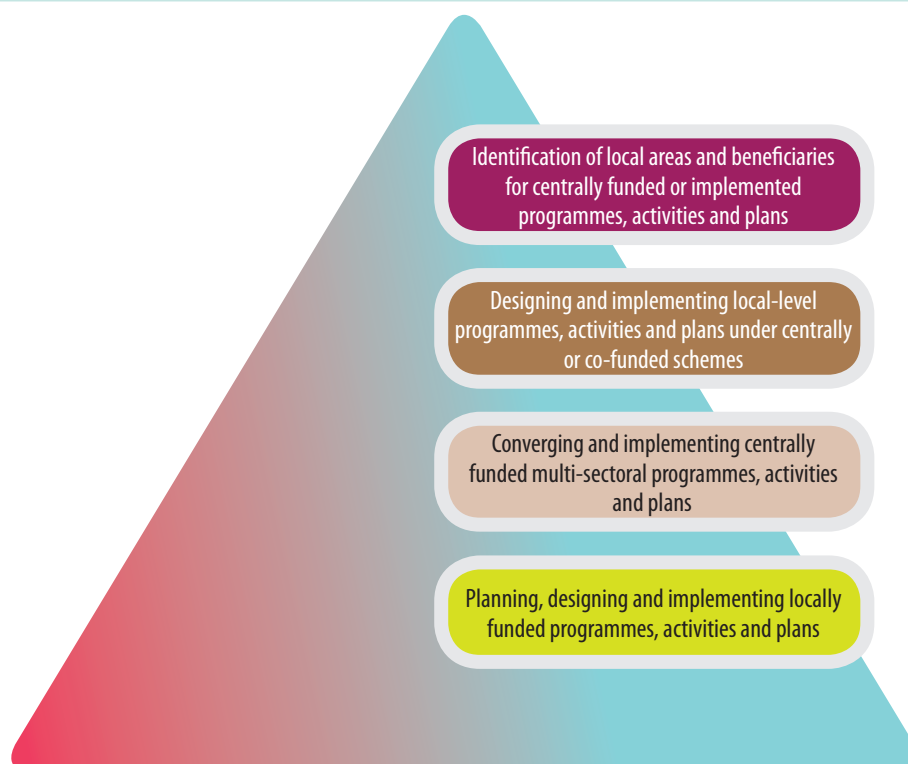 Identification of local areas and beneficiaries
for centrally funded or implemented
programmes, activities and plans
Designing and implementing local-level
programmes, activities and plans under centrally
or co-funded schemes
Converging and implementing centrally
funded multi-sectoral programmes, activities
and plans
Planning, designing and implementing locally
funded programmes, activities and plans